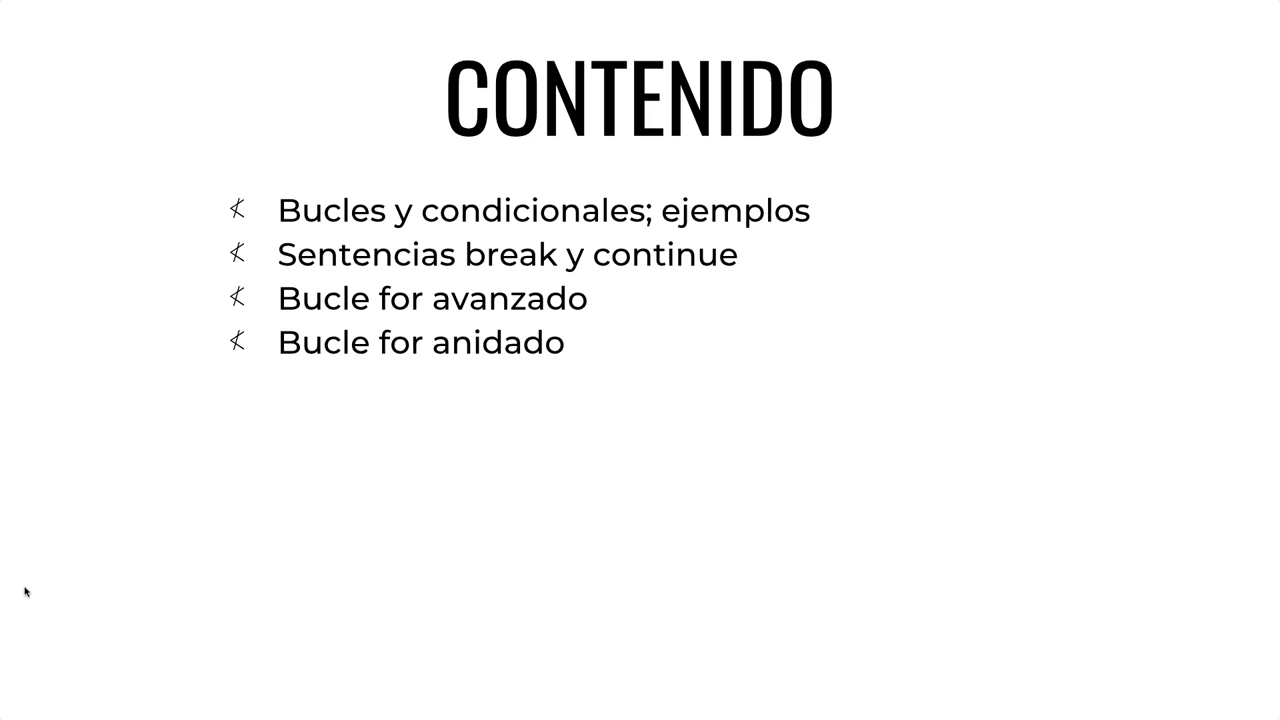 CONTENIDO
Bucles y condicionales; ejemplos
Sentencias break y continue
Bucle for avanzado
Bucle for anidado